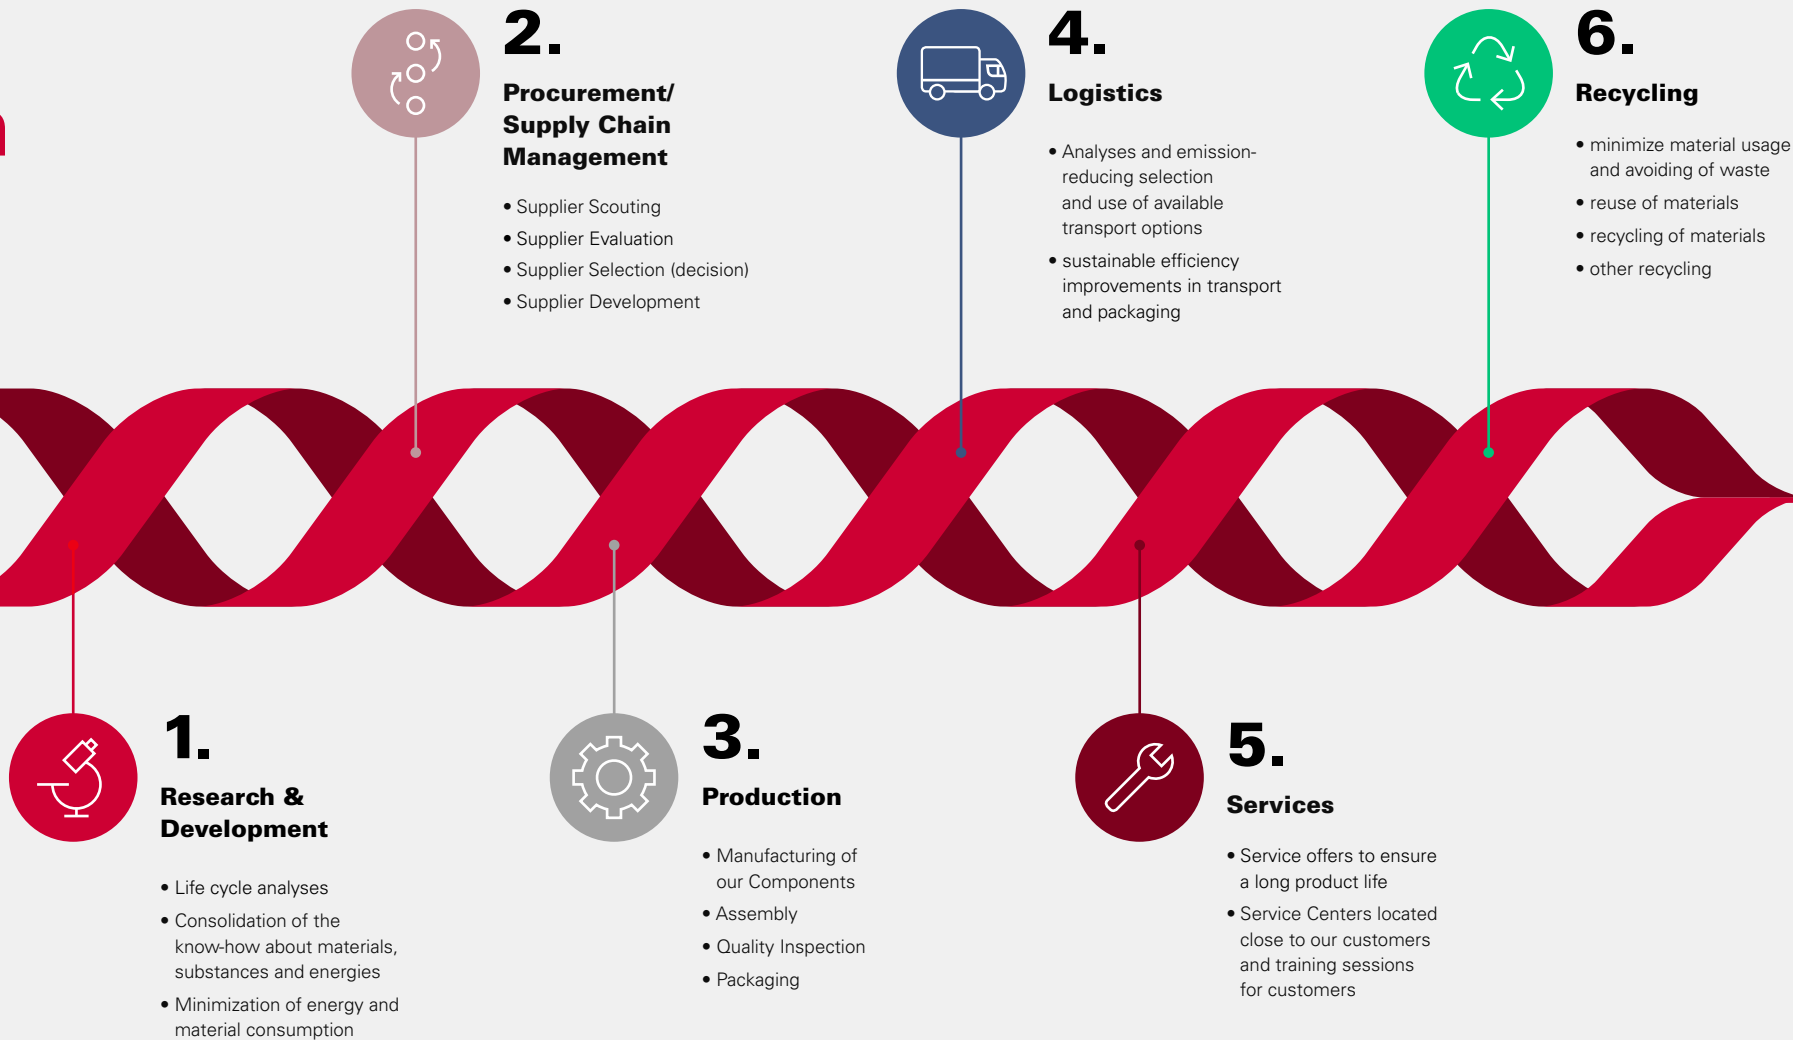 1.
Research &
Development
• Life cycle analyses
• Consolidation of the
know-how about materials,
substances and energies
• Minimization of energy and
material consumption
2.
Procurement/
Supply Chain
Management
• Supplier Scouting
• Supplier Evaluation
• Supplier Selection (decision)
• Supplier Development
3.
Production
• Manufacturing of
our Components
• Assembly
• Quality Inspection
• Packaging
4.
Logistics
• Analyses and emission-
reducing selection
and use of available
transport options
• sustainable efficiency
improvements in transport
and packaging
5.
Services
• Service offers to ensure
a long product life
• Service Centers located
close to our customers
and training sessions
for customers
6.
Recycling
• minimize material usage
and avoiding of waste
• reuse of materials
• recycling of materials
• other recycling